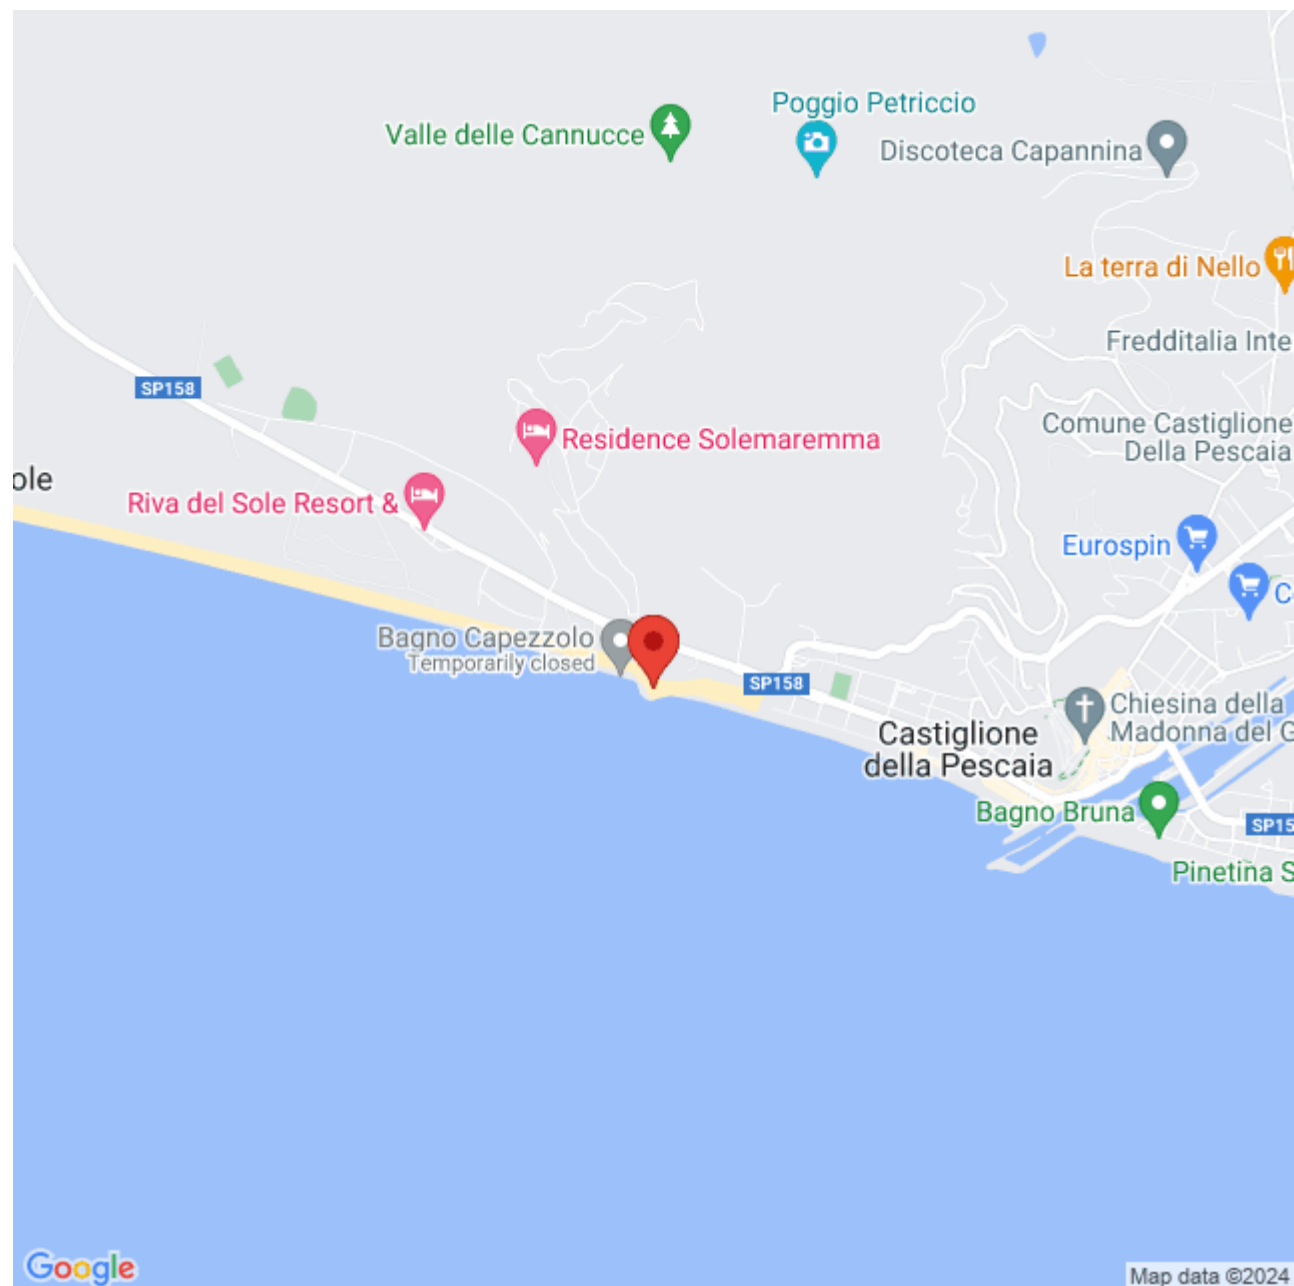 Poggio Petriccio
Valle delle Cannucce
Discoteca Capannina
La terra di Nello
Fredditalia Inte
SP158
Comune Castiglione
Della Pescaia
Residence Solemaremma
ole
Riva del Sole Resort &
Eurospin
C
Bagno Capezzolo
Temporarily closed
SP158
Chiesina della
Madonna del G
Castiglione
della Pescaia
Bagno Bruna
SP15
Pinetina S
Google
Map data ©2024